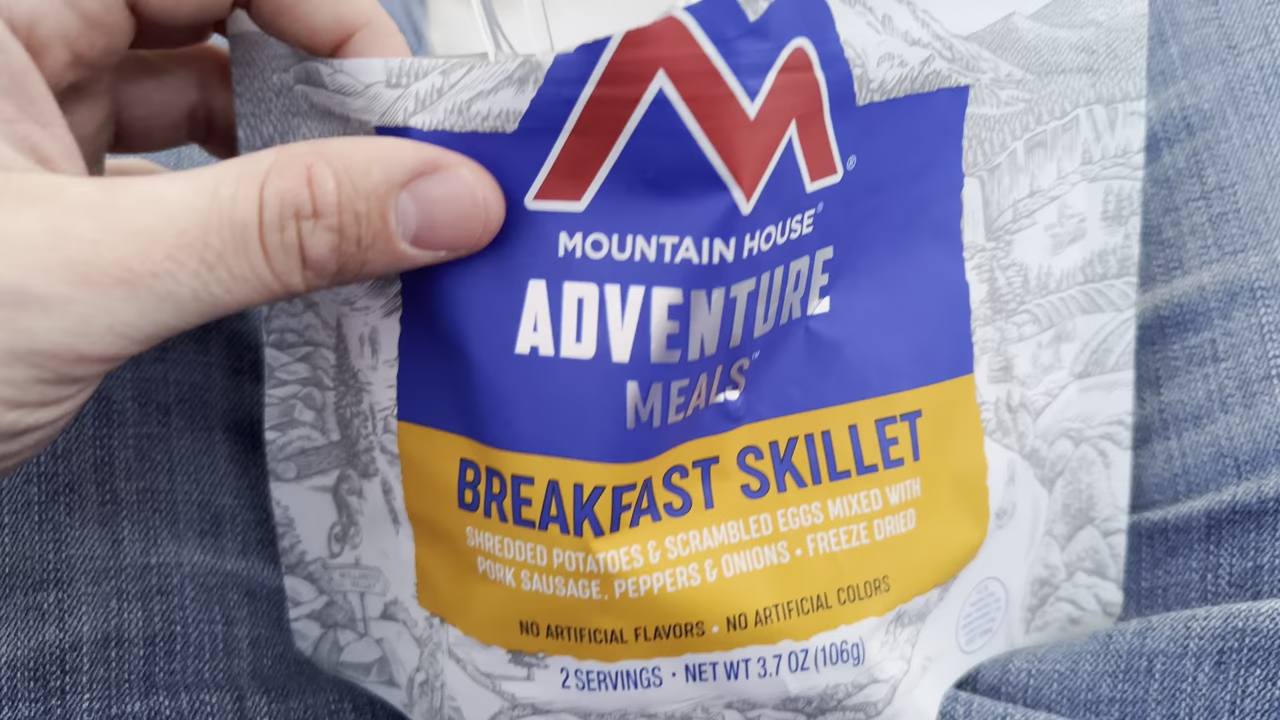 M®
MOUNTAIN HOUSE®
ADVENTURE
MEALS™
BREAKFAST SKILLET
SHREDDED POTATOES & SCRAMBLED EGGS MIXED WITH
PORK SAUSAGE, PEPPERS & ONIONS • FREEZE DRIED
NO ARTIFICIAL FLAVORS • NO ARTIFICIAL COLORS
2 SERVINGS • NET WT 3.7 OZ (106g)